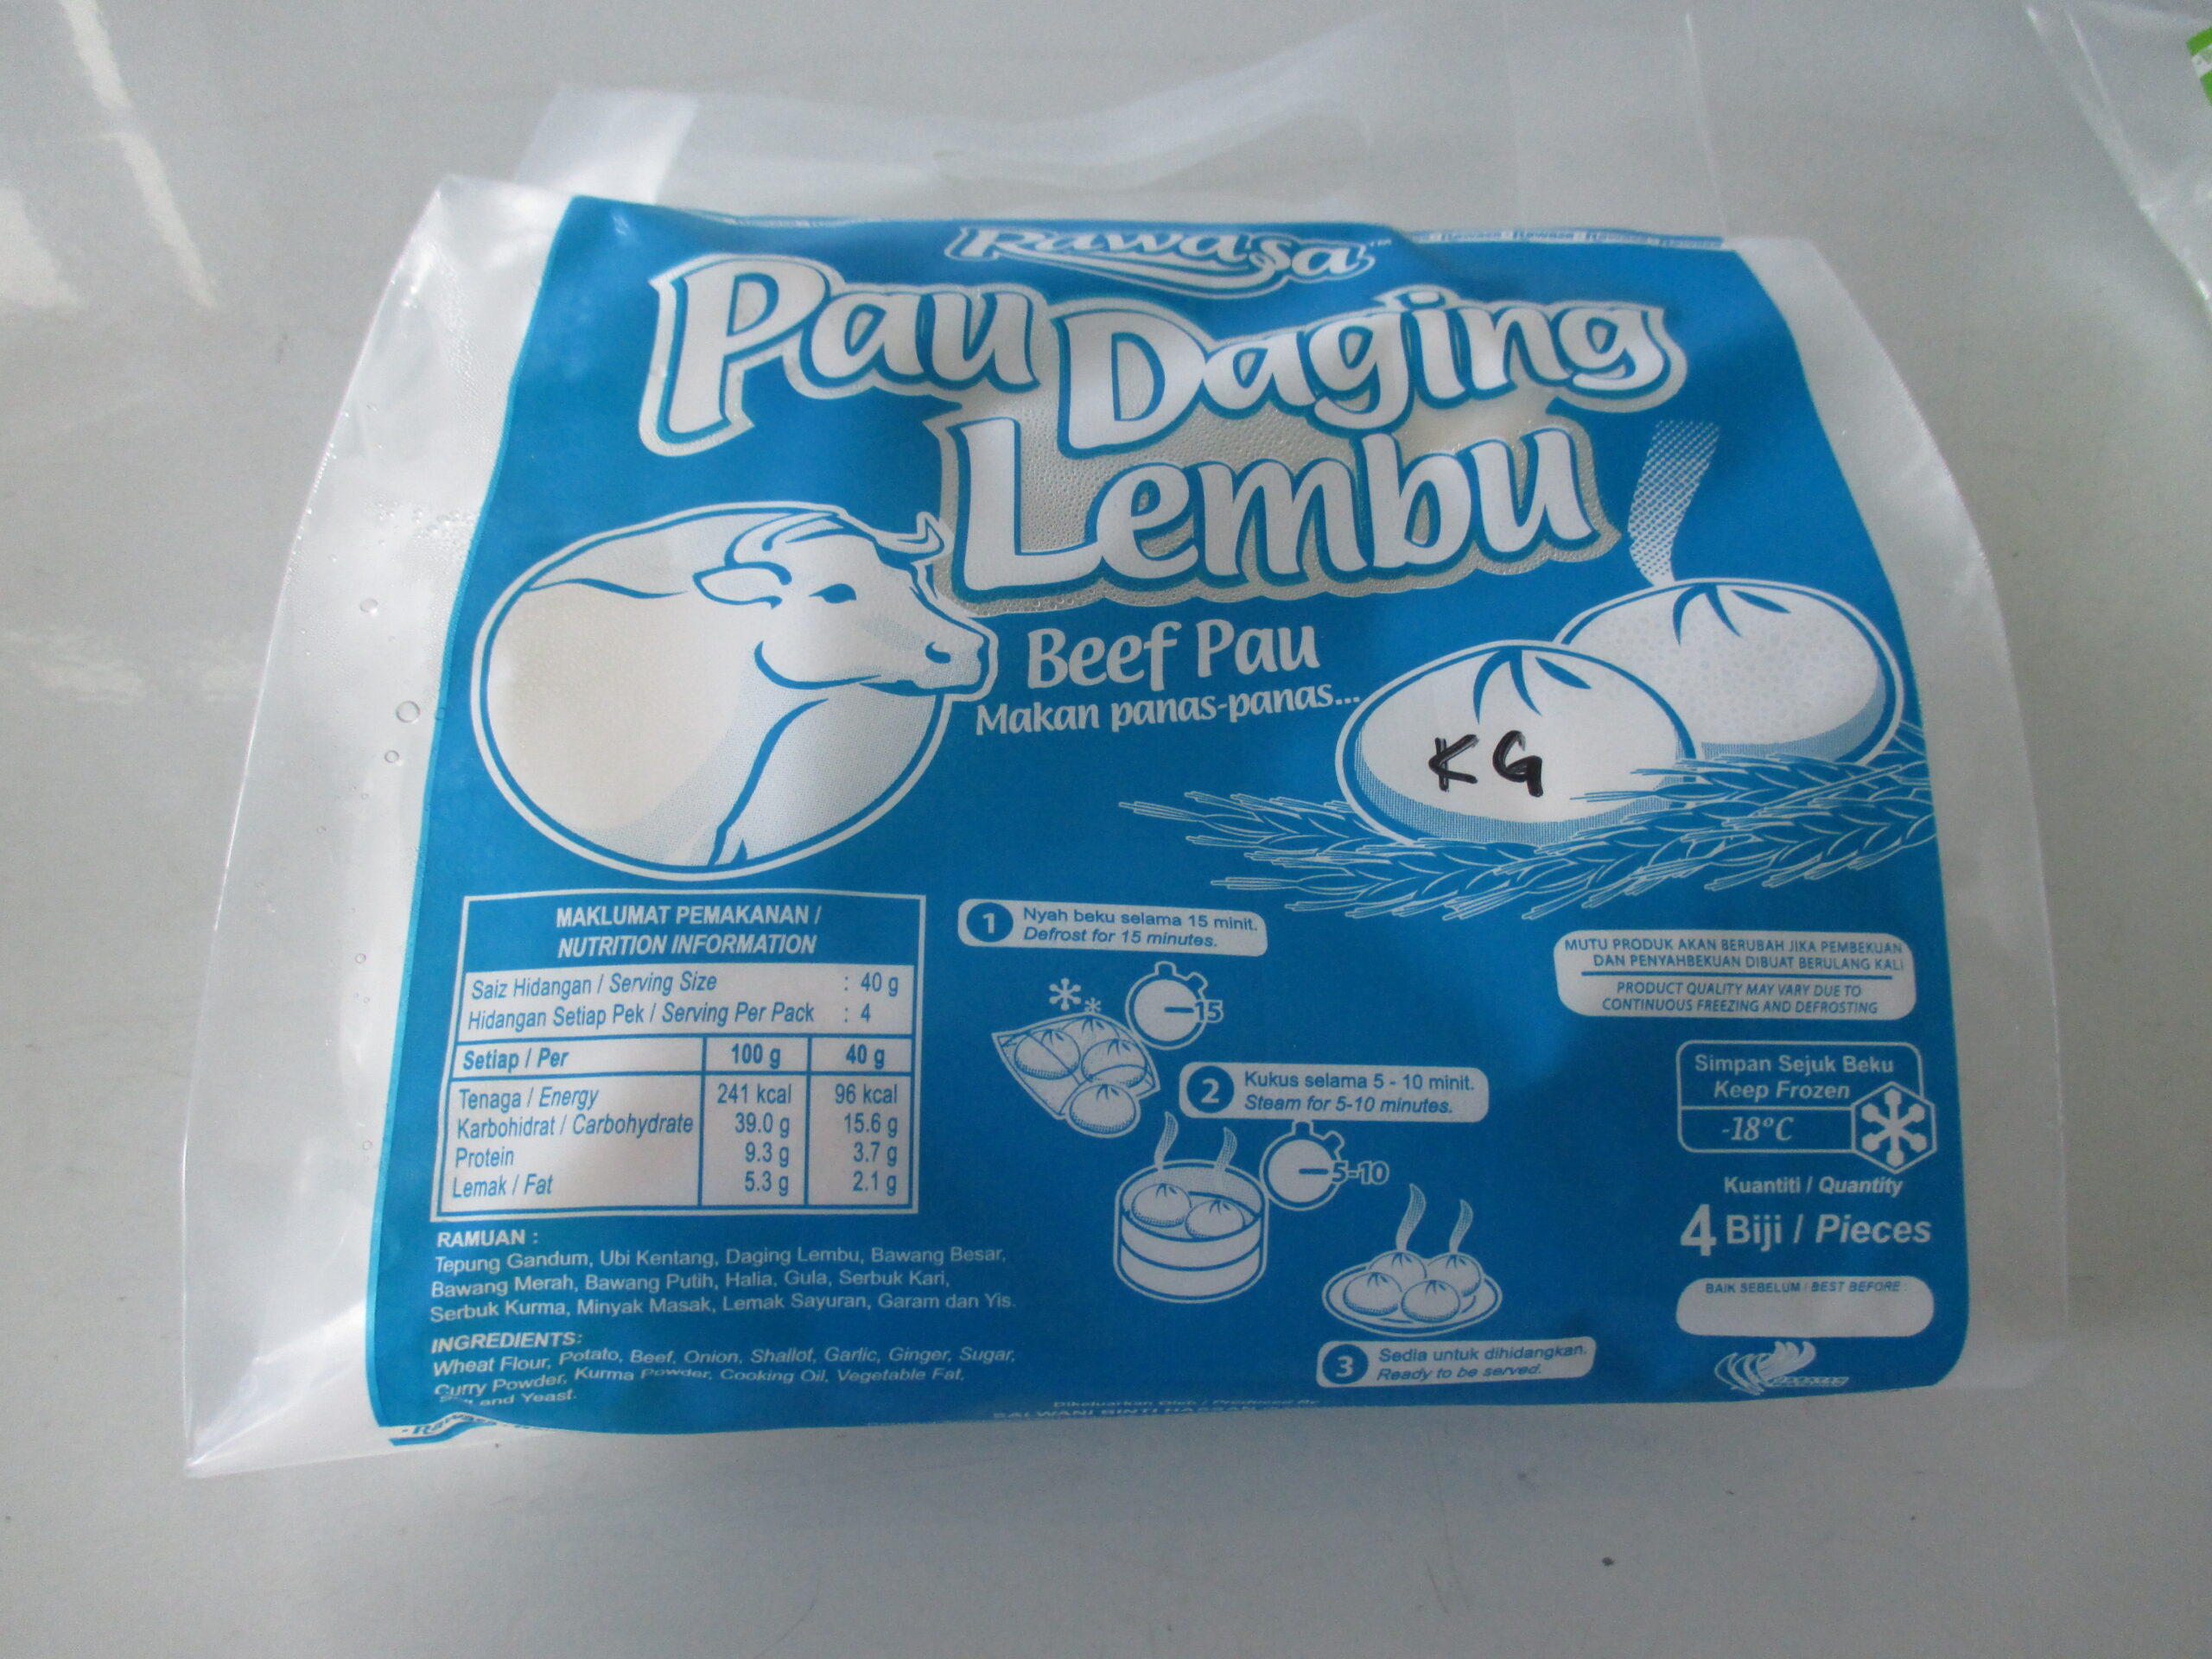 Rawasa™
Pau Daging
Lembu
Beef Pau
Makan panas-panas...
KG
MAKLUMAT PEMAKANAN /
NUTRITION INFORMATION
Saiz Hidangan / Serving Size : 40 g
Hidangan Setiap Pek / Serving Per Pack : 4
Setiap / Per 100 g 40 g
Tenaga / Energy 241 kcal 96 kcal
Karbohidrat / Carbohydrate 39.0 g 15.6 g
Protein 9.3 g 3.7 g
Lemak / Fat 5.3 g 2.1 g
RAMUAN :
Tepung Gandum, Ubi Kentang, Daging Lembu, Bawang Besar,
Bawang Merah, Bawang Putih, Halia, Gula, Serbuk Kari,
Serbuk Kurma, Minyak Masak, Lemak Sayuran, Garam dan Yis.
INGREDIENTS:
Wheat Flour, Potato, Beef, Onion, Shallot, Garlic, Ginger, Sugar,
Curry Powder, Kurma Powder, Cooking Oil, Vegetable Fat,
and Yeast.
1 Nyah beku selama 15 minit.
Defrost for 15 minutes.
15
2 Kukus selama 5 - 10 minit.
Steam for 5-10 minutes.
5-10
3 Sedia untuk dihidangkan.
Ready to be served.
MUTU PRODUK AKAN BERUBAH JIKA PEMBEKUAN
DAN PENYAHBEKUAN DIBUAT BERULANG KALI
PRODUCT QUALITY MAY VARY DUE TO
CONTINUOUS FREEZING AND DEFROSTING
Simpan Sejuk Beku
Keep Frozen
-18°C
Kuantiti / Quantity
4 Biji / Pieces
BAIK SEBELUM / BEST BEFORE :
Dikeluarkan Oleh / Produced By
SALWANI BINTI HASSAN